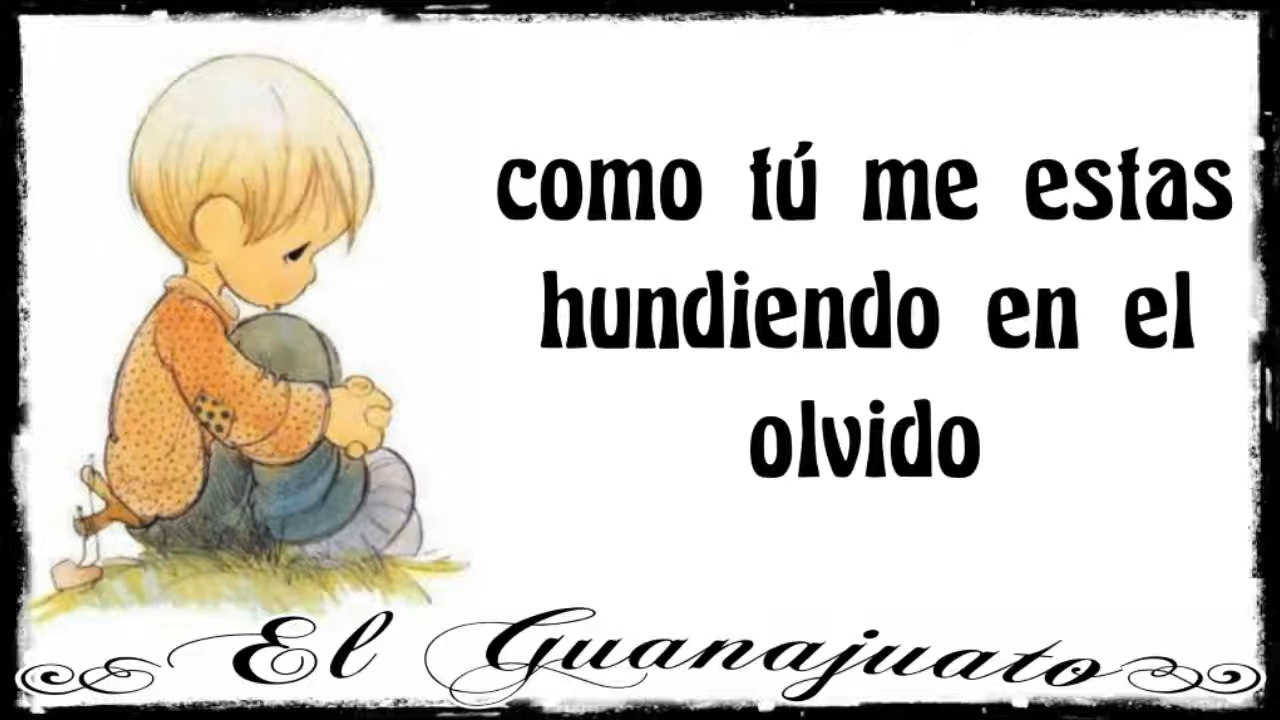 como tú me estas
hundiendo en el
olvido
El Guanajuato